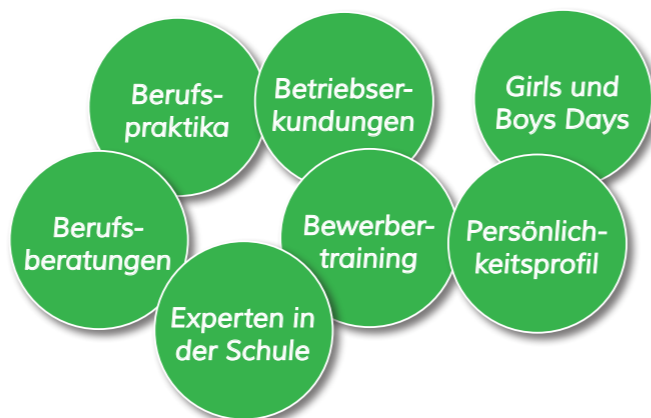 Berufs-
praktika
Betriebser-
kundungen
Girls und
Boys Days
Berufs-
beratungen
Bewerber-
training
Persönlich-
keitsprofil
Experten in
der Schule